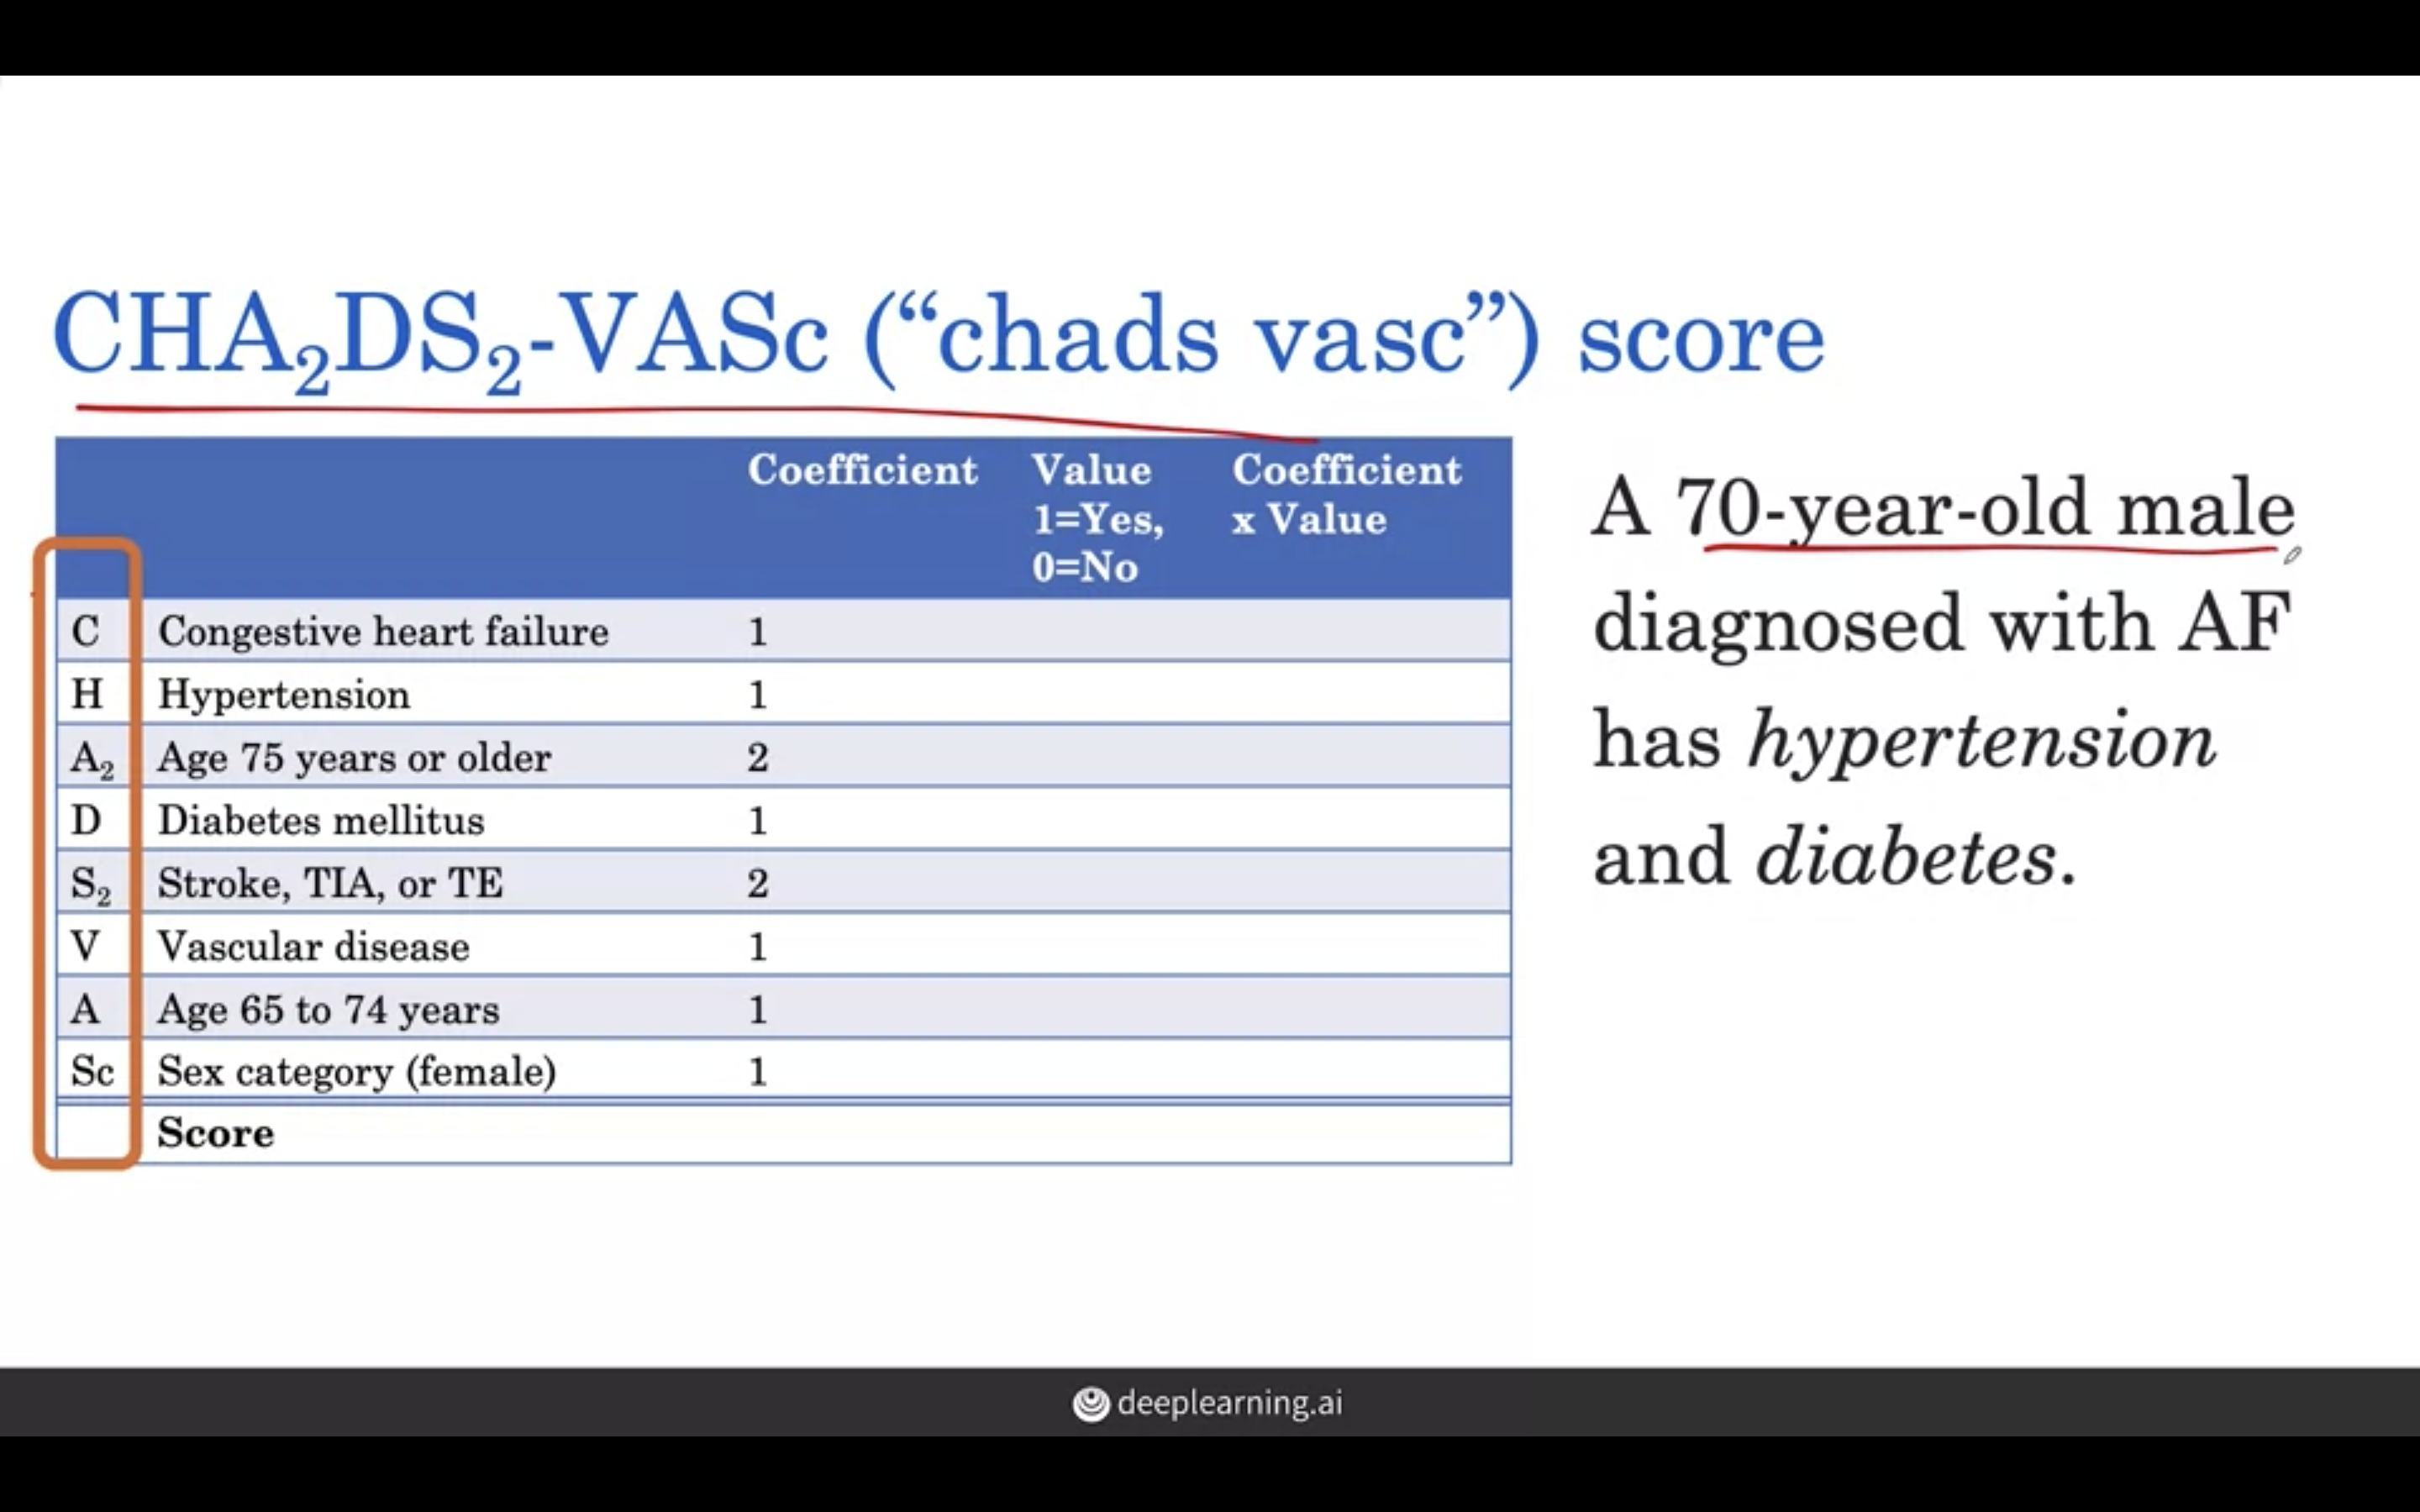 CHA₂DS₂-VASc (“chads vasc”) score
Coefficient Value 1=Yes, 0=No Coefficient x Value
C Congestive heart failure 1
H Hypertension 1
A₂ Age 75 years or older 2
D Diabetes mellitus 1
S₂ Stroke, TIA, or TE 2
V Vascular disease 1
A Age 65 to 74 years 1
Sc Sex category (female) 1
Score
A 70-year-old male
diagnosed with AF
has hypertension
and diabetes.
deeplearning.ai